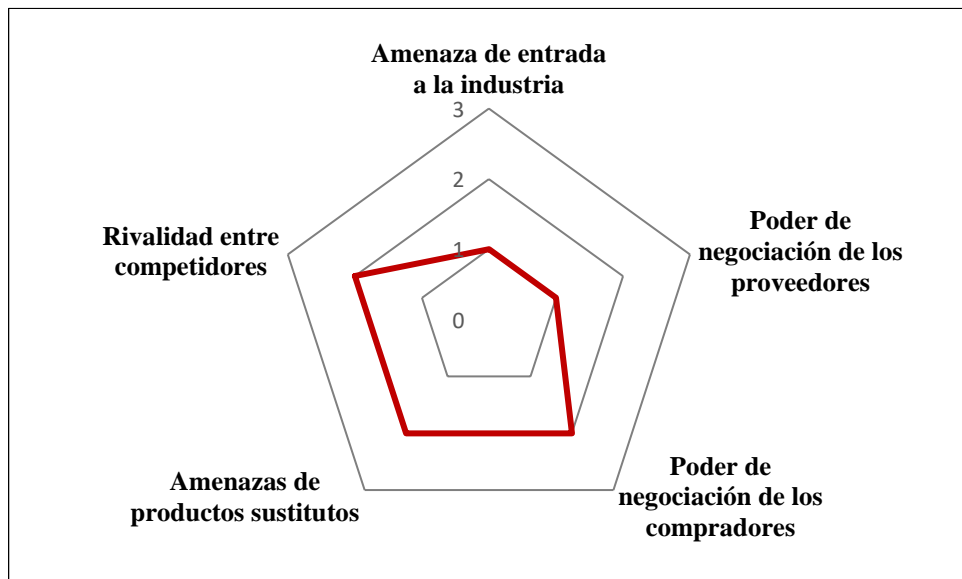 Amenaza de entrada
a la industria
3
2
1
0
Poder de
negociación de los
proveedores
Poder de
negociación de los
compradores
Amenazas de
productos sustitutos
Rivalidad entre
competidores